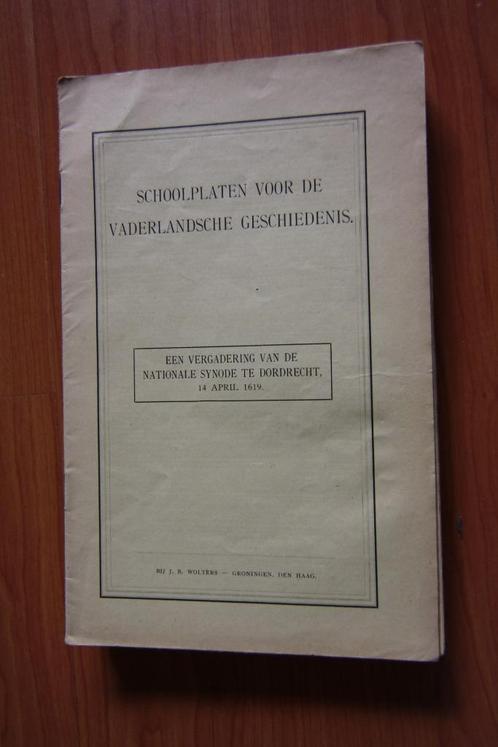 SCHOOLPLATEN VOOR DE
VADERLANDSCHE GESCHIEDENIS.
EEN VERGADERING VAN DE
NATIONALE SYNODE TE DORDRECHT,
14 APRIL 1619.
BIJ J. B. WOLTERS — GRONINGEN, DEN HAAG.